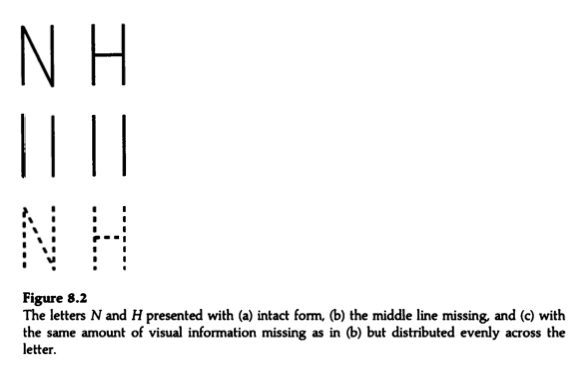 N H
N H
Figure 8.2
The letters N and H presented with (a) intact form, (b) the middle line missing, and (c) with
the same amount of visual information missing as in (b) but distributed evenly across the
letter.